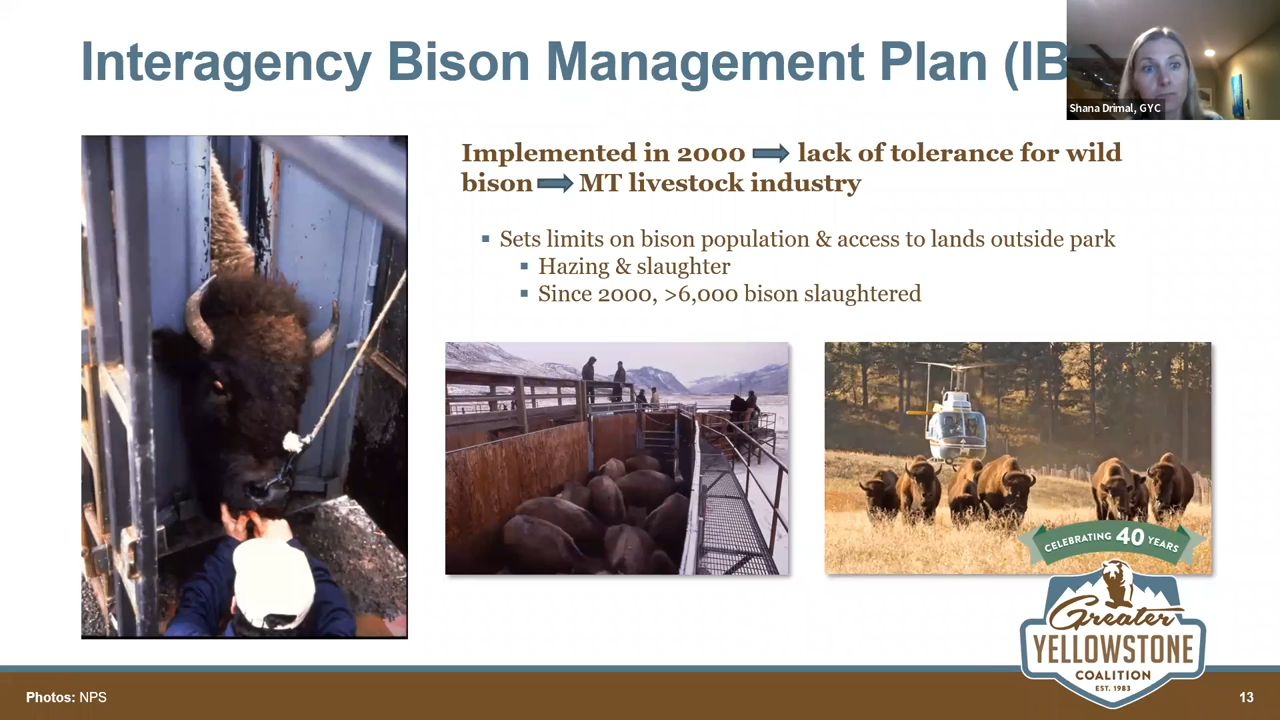 Interagency Bison Management Plan (IB
Shana Drimal, GYC
Implemented in 2000 lack of tolerance for wild
bison MT livestock industry
Sets limits on bison population & access to lands outside park
Hazing & slaughter
Since 2000, >6,000 bison slaughtered
CELEBRATING 40 YEARS
Greater
YELLOWSTONE
COALITION
EST. 1983
Photos: NPS
13